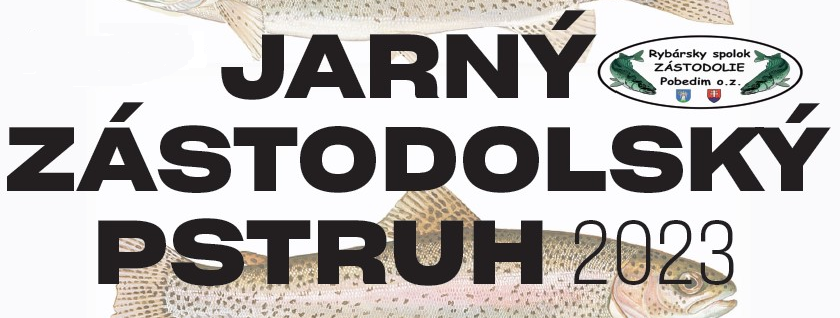 JARNÝ
Rybársky spolok
ZÁSTODOLIE
Pobedim o.z.
ZÁSTODOLSKÝ
PSTRUH 2023